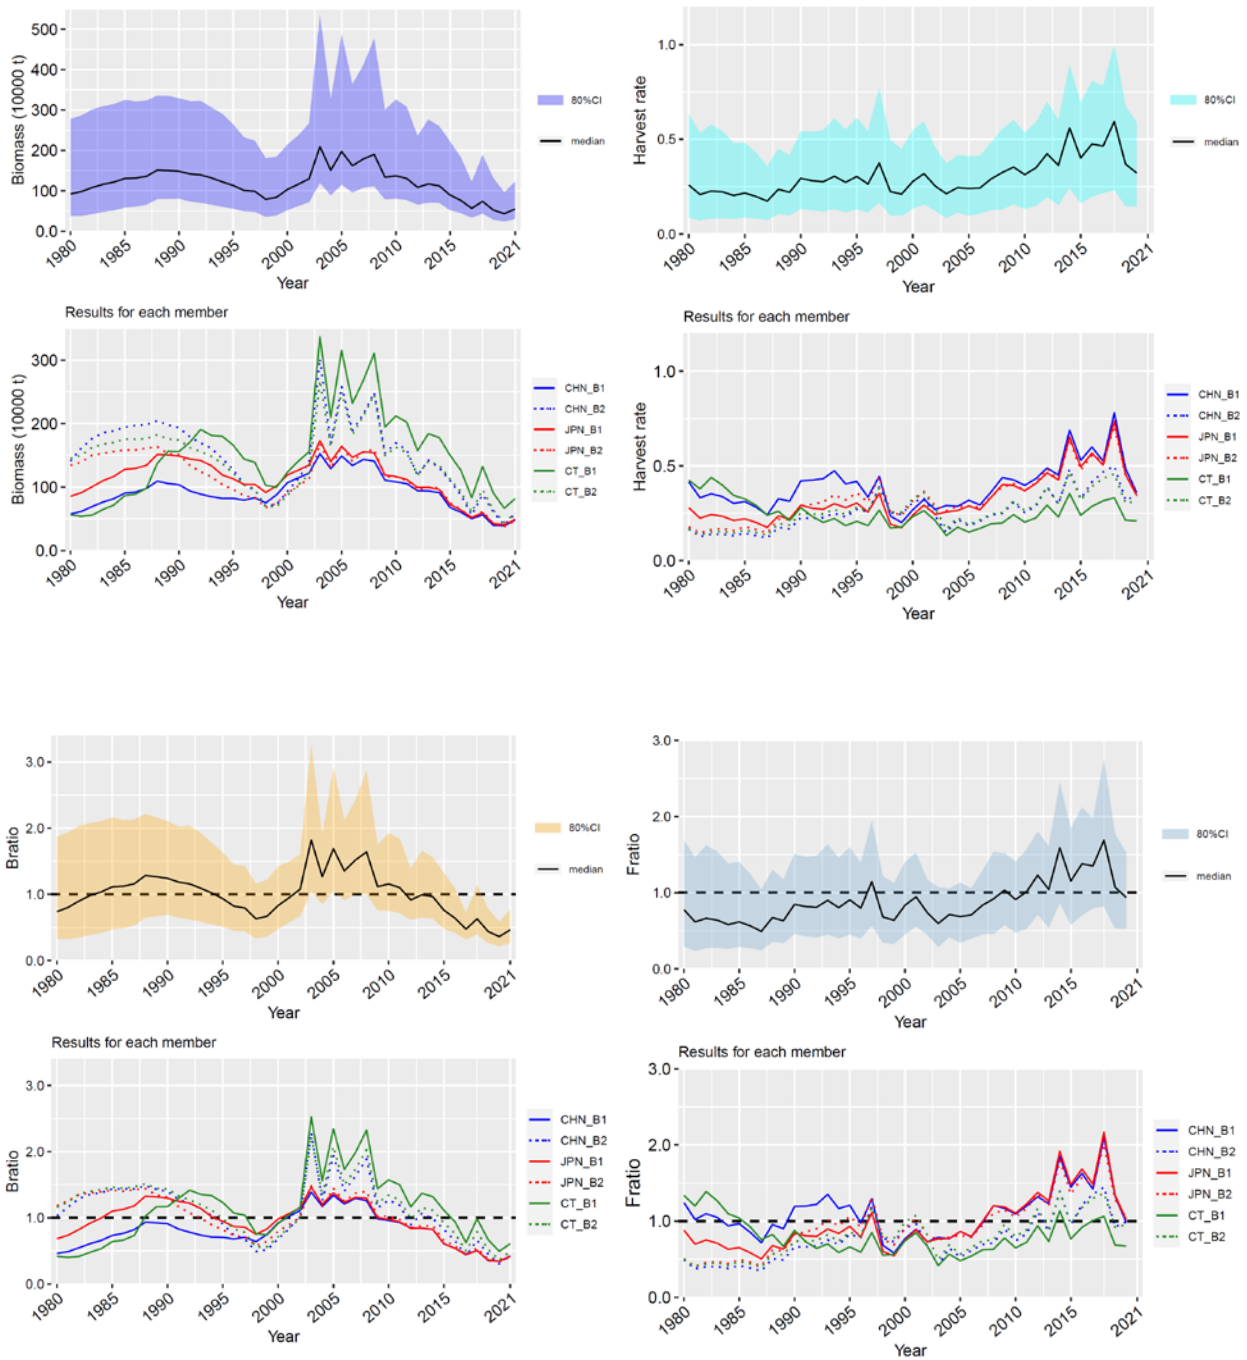 Biomass (10000 t)
500
400
300
200
100
0.0
1980
1985
1990
1995
2000
2005
2010
2015
2021
Year
80%CI
median
Harvest rate
1.0
0.5
0.0
1980
1985
1990
1995
2000
2005
2010
2015
2021
Year
80%CI
median
Results for each member
Biomass (10000 t)
300
200
100
0.0
1980
1985
1990
1995
2000
2005
2010
2015
2021
Year
CHN_B1
CHN_B2
JPN_B1
JPN_B2
CT_B1
CT_B2
Results for each member
Harvest rate
1.0
0.5
0.0
1980
1985
1990
1995
2000
2005
2010
2015
2021
Year
CHN_B1
CHN_B2
JPN_B1
JPN_B2
CT_B1
CT_B2
Bratio
3.0
2.0
1.0
0.0
1980
1985
1990
1995
2000
2005
2010
2015
2021
Year
80%CI
median
Fratio
3.0
2.0
1.0
0.0
1980
1985
1990
1995
2000
2005
2010
2015
2021
Year
80%CI
median
Results for each member
Bratio
3.0
2.0
1.0
0.0
1980
1985
1990
1995
2000
2005
2010
2015
2021
Year
CHN_B1
CHN_B2
JPN_B1
JPN_B2
CT_B1
CT_B2
Results for each member
Fratio
3.0
2.0
1.0
0.0
1980
1985
1990
1995
2000
2005
2010
2015
2021
Year
CHN_B1
CHN_B2
JPN_B1
JPN_B2
CT_B1
CT_B2